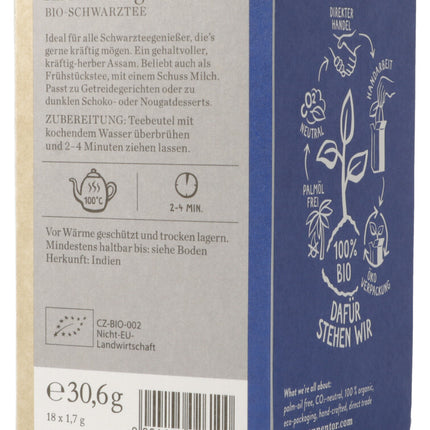 BIO-SCHWARZTEE
Ideal für alle Schwarzteegenießer, die's
gerne kräftig mögen. Ein gehaltvoller,
kräftig-herber Assam. Beliebt auch als
Frühstückstee, mit einem Schuss Milch.
Passt zu Getreidegerichten oder zu
dunklen Schoko- oder Nougatdesserts.
ZUBEREITUNG: Teebeutel mit
kochendem Wasser überbrühen
und 2–4 Minuten ziehen lassen.
100°C
2-4 MIN.
Vor Wärme geschützt und trocken lagern.
Mindestens haltbar bis: siehe Boden
Herkunft: Indien
CZ-BIO-002
Nicht-EU-
Landwirtschaft
℮30,6g
18 x 1,7 g
DIREKTER
HANDEL
HANDARBEIT
CO₂
NEUTRAL
PALMÖL
FREI
ÖKO
VERPACKUNG
100%
BIO
DAFÜR
STEHEN WIR
What we're all about:
palm-oil free, CO₂-neutral, 100 % organic,
eco-packaging, hand-crafted, direct trade